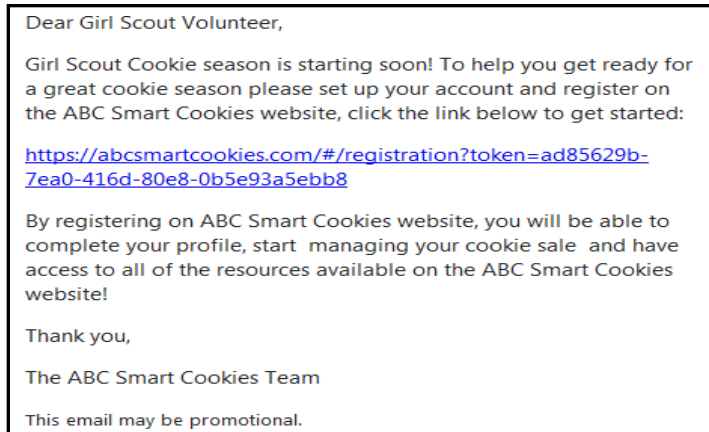 Dear Girl Scout Volunteer,
Girl Scout Cookie season is starting soon! To help you get ready for
a great cookie season please set up your account and register on
the ABC Smart Cookies website, click the link below to get started:
https://abcsmartcookies.com/#/registration?token=ad85629b-
7ea0-416d-80e8-0b5e93a5ebb8
By registering on ABC Smart Cookies website, you will be able to
complete your profile, start  managing your cookie sale  and have
access to all of the resources available on the ABC Smart Cookies
website!
Thank you,
The ABC Smart Cookies Team
This email may be promotional.